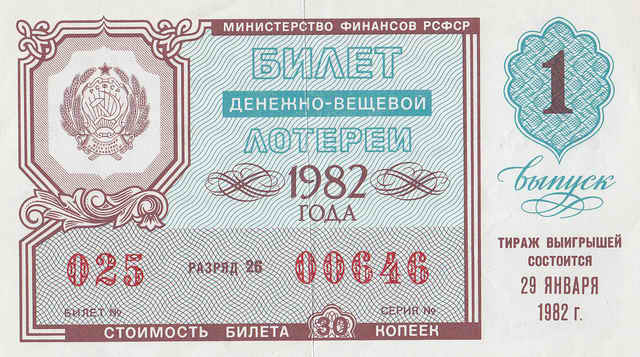 МИНИСТЕРСТВО ФИНАНСОВ РСФСР
БИЛЕТ
ДЕНЕЖНО-ВЕЩЕВОЙ
ЛОТЕРЕИ
1982
ГОДА
025 РАЗРЯД 26 00646
БИЛЕТ № СЕРИЯ №
СТОИМОСТЬ БИЛЕТА 30 КОПЕЕК
1
выпуск
ТИРАЖ ВЫИГРЫШЕЙ
СОСТОИТСЯ
29 ЯНВАРЯ
1982 г.